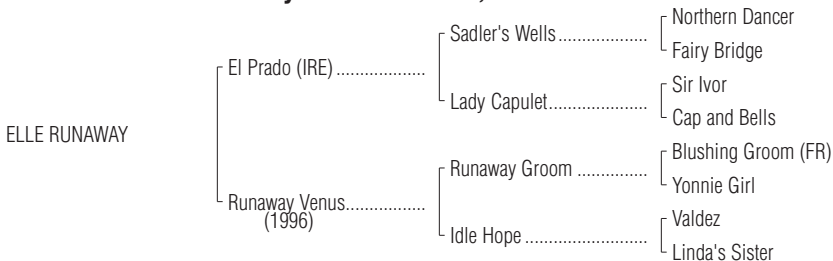 Northern Dancer
Sadler's Wells....................
Fairy Bridge
El Prado (IRE) ...................
Sir Ivor
Lady Capulet......................
Cap and Bells
ELLE RUNAWAY
Blushing Groom (FR)
Runaway Groom ...............
Yonnie Girl
Runaway Venus.................
(1996)
Valdez
Idle Hope ..........................
Linda's Sister